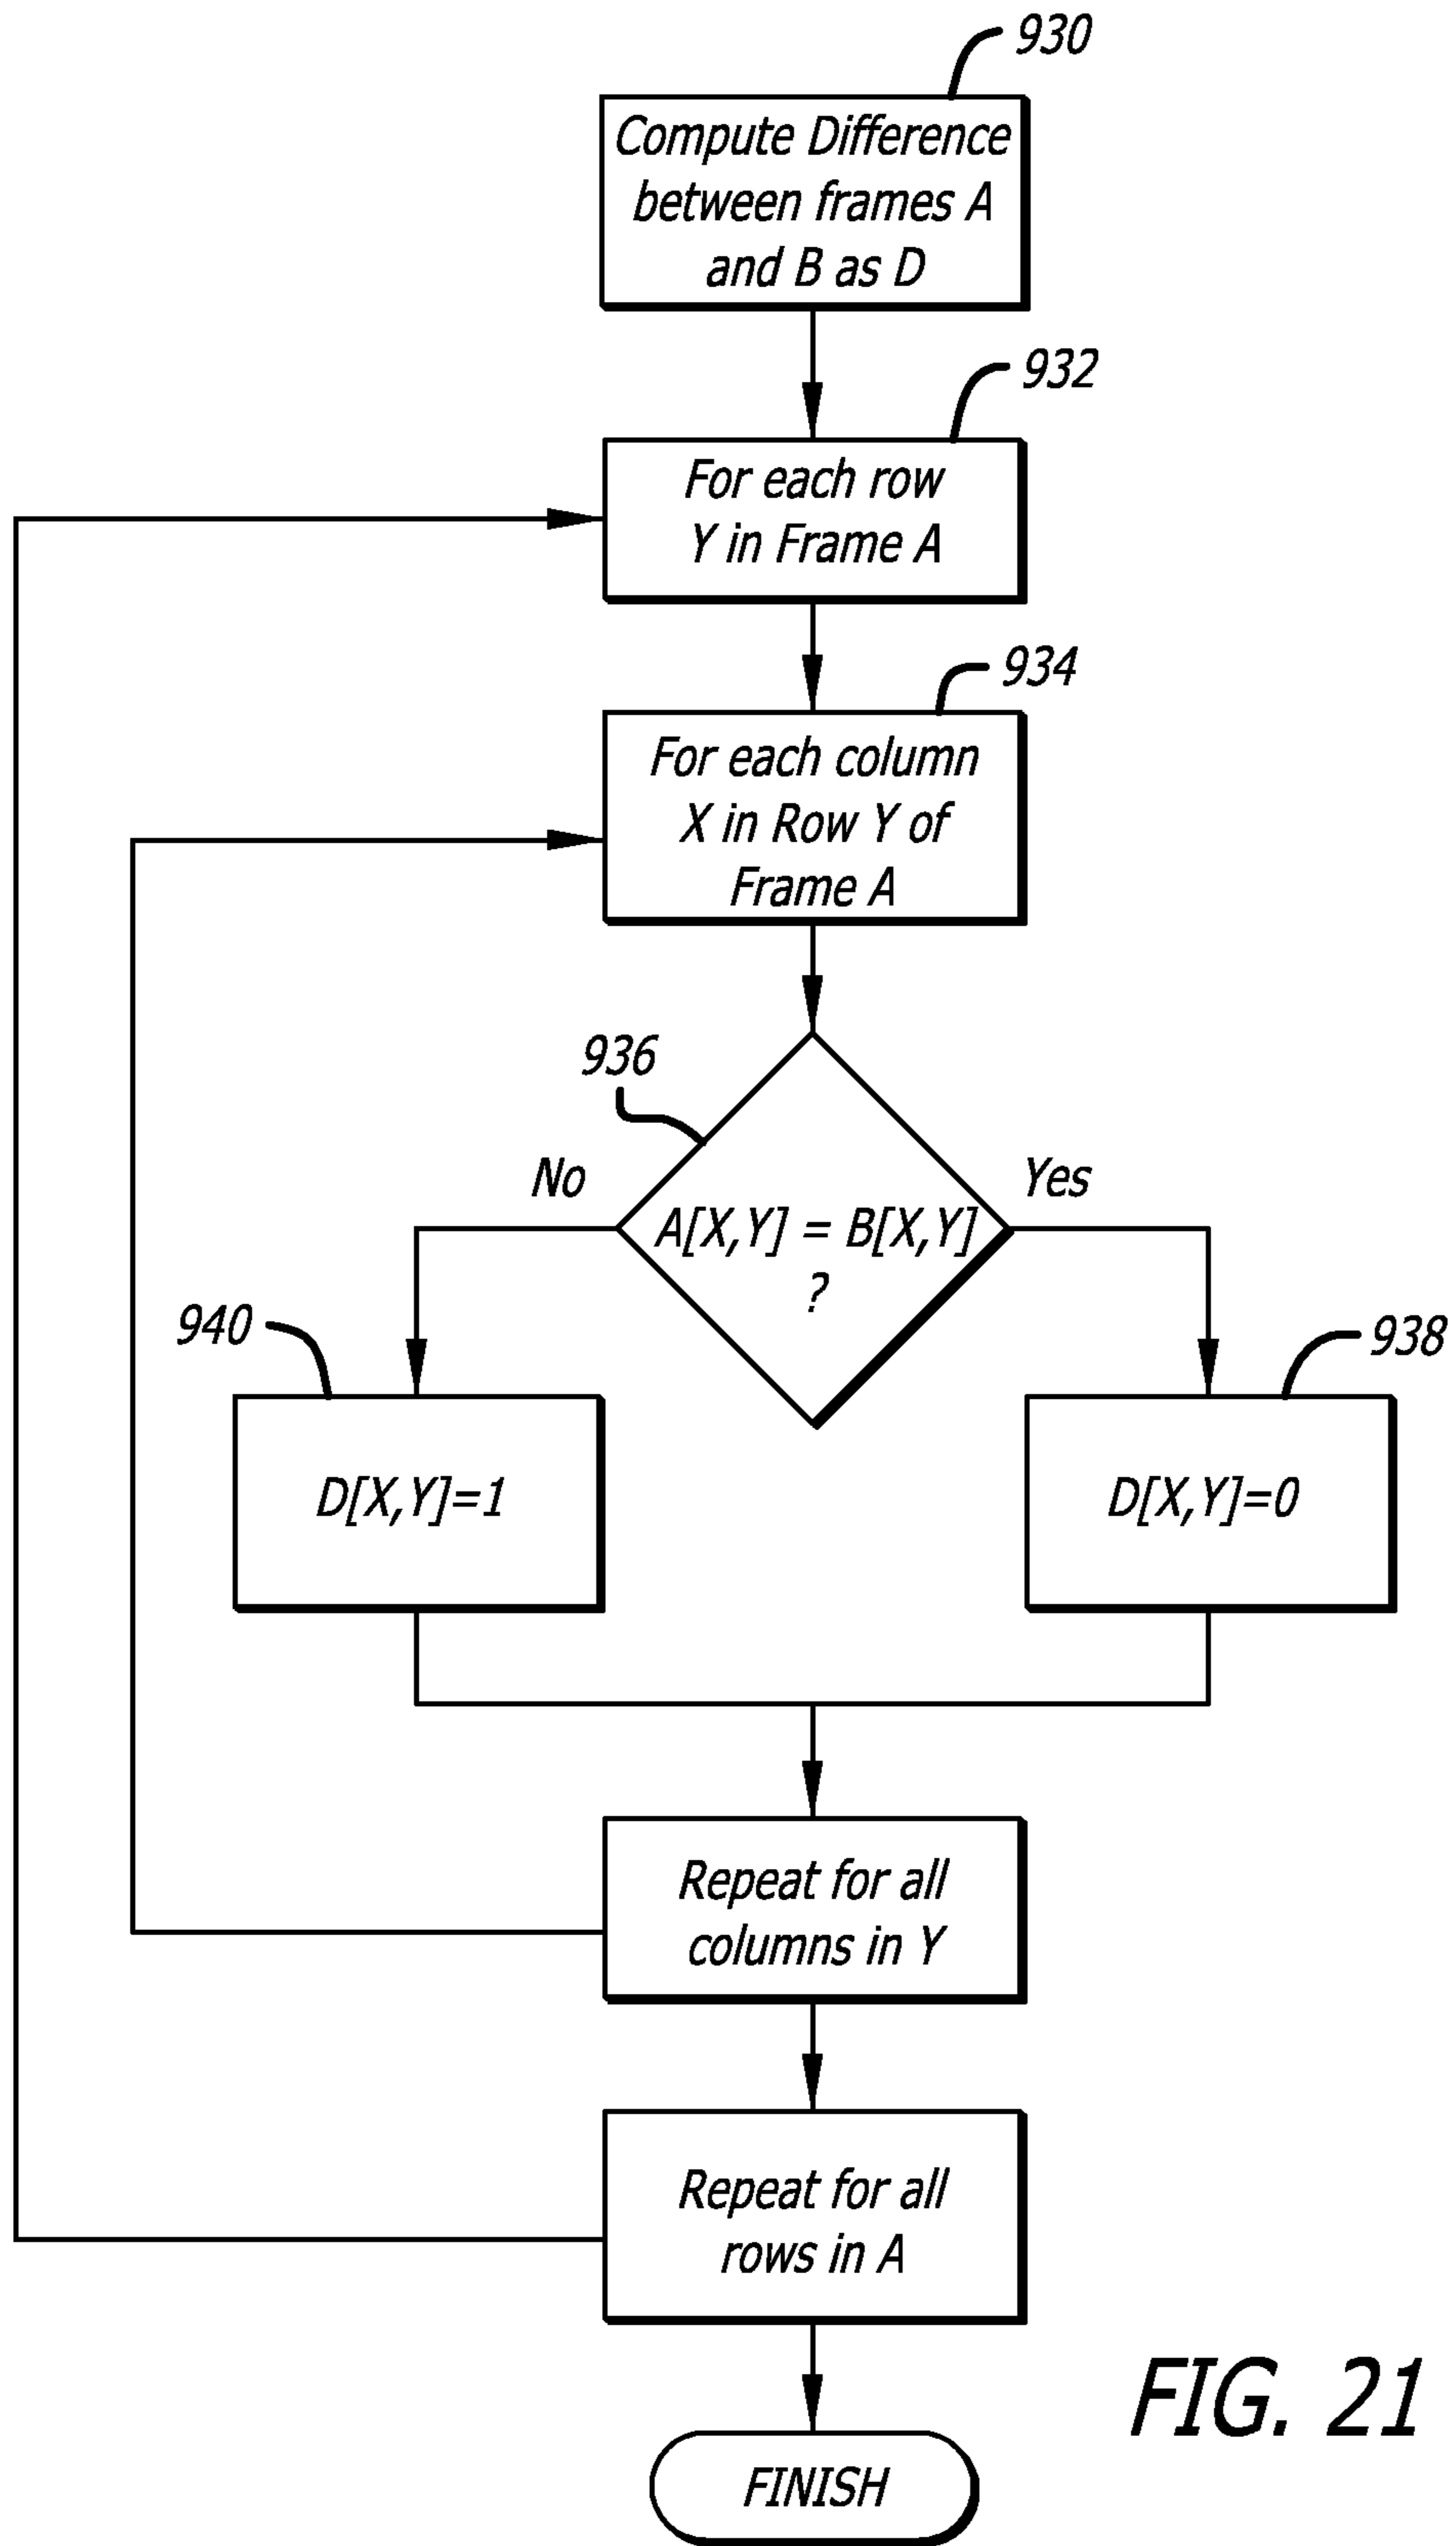 930
Compute Difference
between frames A
and B as D
932
For each row
Y in Frame A
934
For each column
X in Row Y of
Frame A
936
No
Yes
A[X,Y] = B[X,Y]
?
940
938
D[X,Y]=1
D[X,Y]=0
Repeat for all
columns in Y
Repeat for all
rows in A
FINISH
FIG. 21